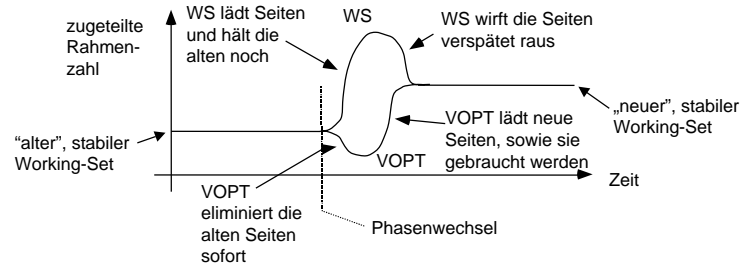 zugeteilte
Rahmen-
zahl
WS lädt Seiten
und hält die
alten noch
WS
WS wirft die Seiten
verspätet raus
“alter”, stabiler
Working-Set
„neuer”, stabiler
Working-Set
VOPT lädt neue
Seiten, sowie sie
gebraucht werden
VOPT
Zeit
VOPT
eliminiert die
alten Seiten
sofort
Phasenwechsel